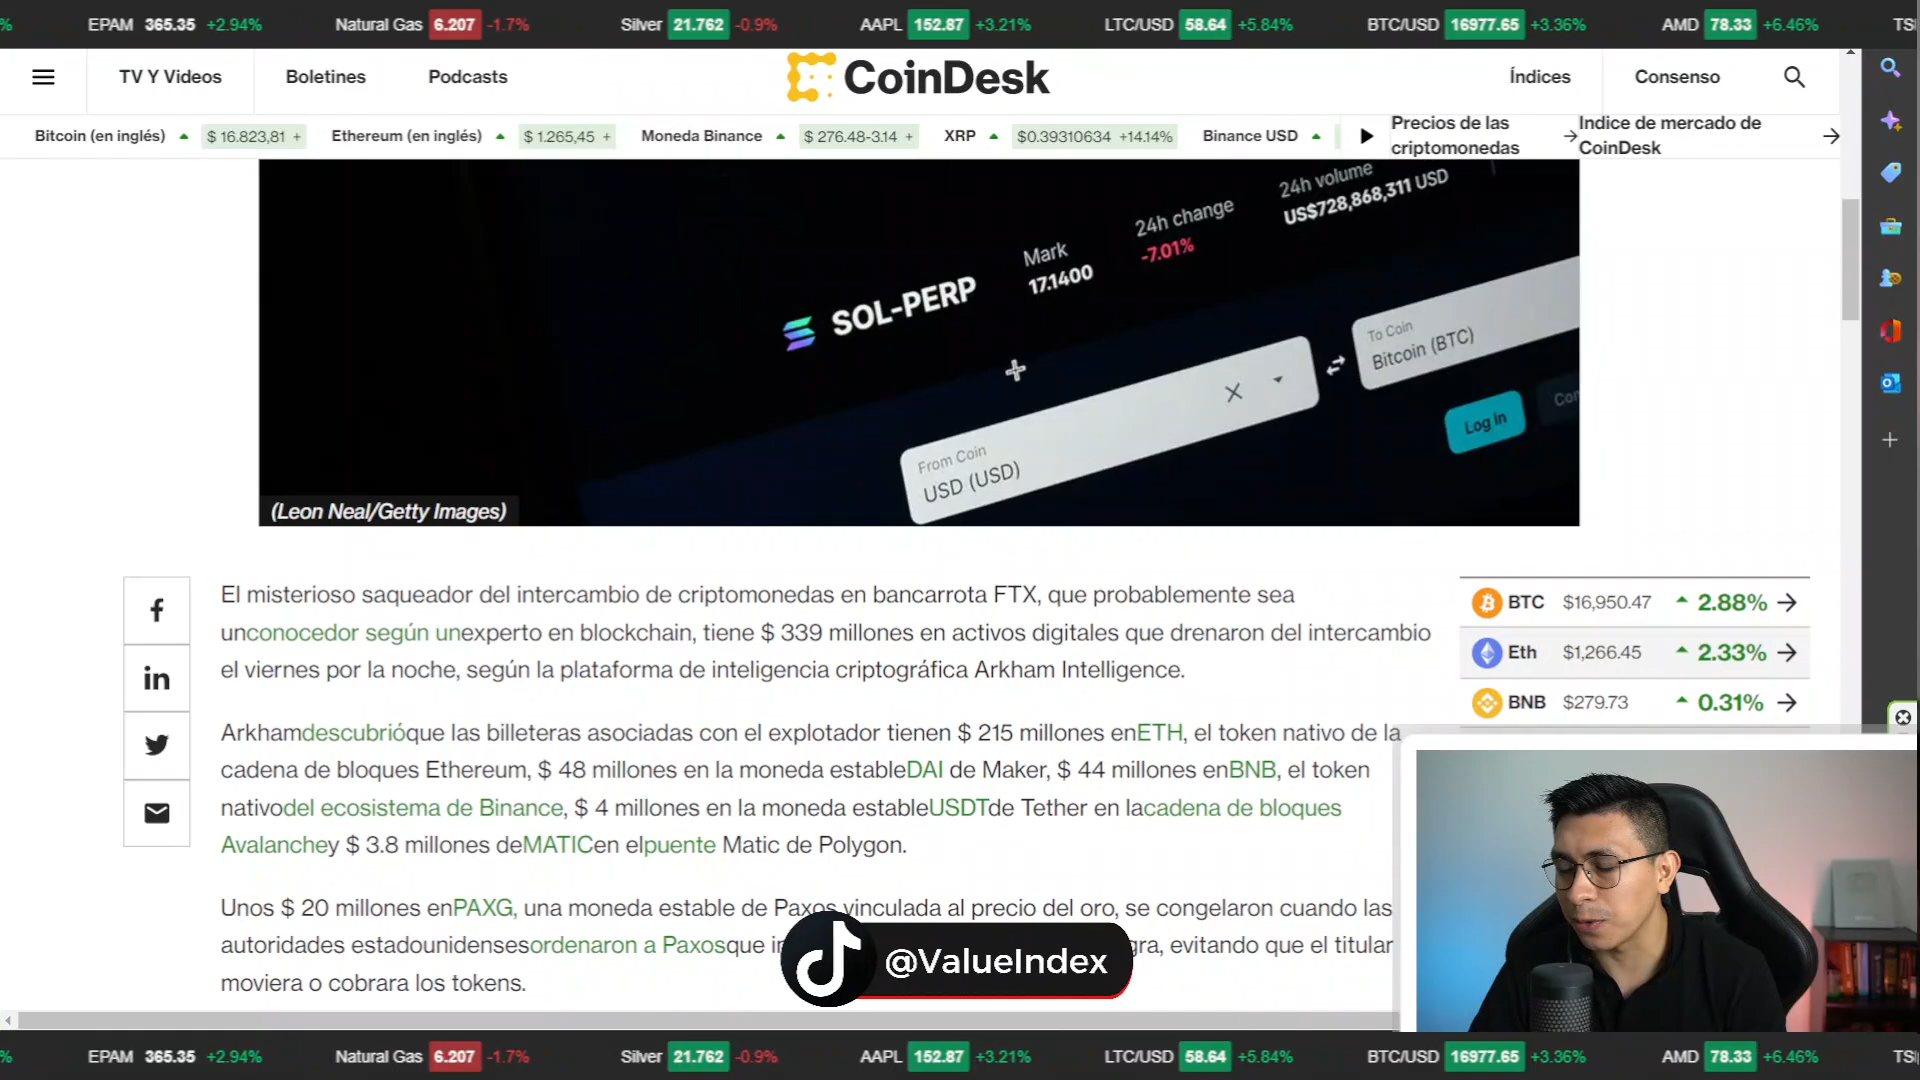 % EPAM 365.35 +2.94% Natural Gas 6.207 -1.7% Silver 21.762 -0.9% AAPL 152.87 +3.21% LTC/USD 58.64 +5.84% BTC/USD 16977.65 +3.36% AMD 78.33 +6.46%
TV Y Videos Boletines Podcasts CoinDesk Índices Consenso
Bitcoin (en inglés) $ 16.823,81 + Ethereum (en inglés) $ 1.265,45 + Moneda Binance $ 276.48-3.14 + XRP $0.39310634 +14.14% Binance USD
Precios de las criptomonedas
Indice de mercado de CoinDesk
24h volume
US$728,868,311 USD
24h change
-7.01%
Mark
17.1400
SOL-PERP
To Coin
Bitcoin (BTC)
Log In
From Coin
USD (USD)
(Leon Neal/Getty Images)
El misterioso saqueador del intercambio de criptomonedas en bancarrota FTX, que probablemente sea
unconocedor según unexperto en blockchain, tiene $ 339 millones en activos digitales que drenaron del intercambio
el viernes por la noche, según la plataforma de inteligencia criptográfica Arkham Intelligence.
Arkhamdescubrióque las billeteras asociadas con el explotador tienen $ 215 millones enETH, el token nativo de la
cadena de bloques Ethereum, $ 48 millones en la moneda estableDAI de Maker, $ 44 millones enBNB, el token
nativodel ecosistema de Binance, $ 4 millones en la moneda estableUSDTde Tether en lacadena de bloques
Avalanchey $ 3.8 millones deMATICen elpuente Matic de Polygon.
Unos $ 20 millones enPAXG, una moneda estable de Paxos vinculada al precio del oro, se congelaron cuando las
autoridades estadounidensesordenaron a Paxosque evitando que el titular
moviera o cobrara los tokens.
BTC $16,950.47 2.88%
Eth $1,266.45 2.33%
BNB $279.73 0.31%
@ValueIndex
% EPAM 365.35 +2.94% Natural Gas 6.207 -1.7% Silver 21.762 -0.9% AAPL 152.87 +3.21% LTC/USD 58.64 +5.84% BTC/USD 16977.65 +3.36% AMD 78.33 +6.46%